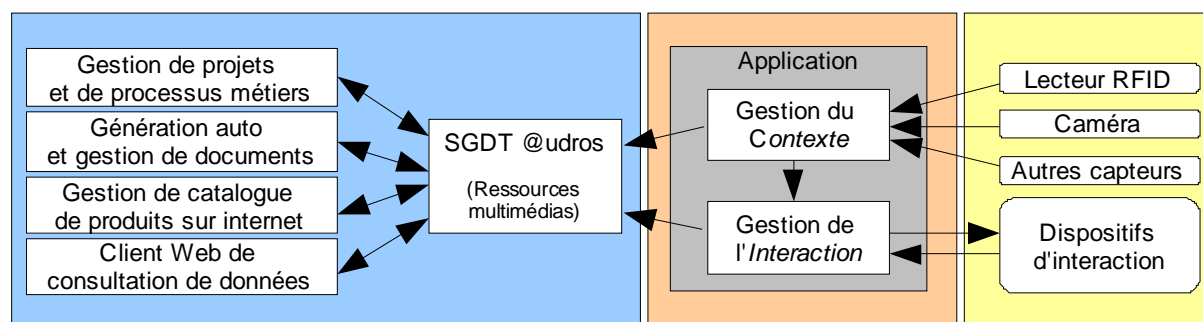 Gestion de projets
et de processus métiers
Génération auto
et gestion de documents
Gestion de catalogue
de produits sur internet
Client Web de
consultation de données
SGDT @udros
(Ressources
multimédias)
Application
Gestion du
Contexte
Gestion de
l'Interaction
Lecteur RFID
Caméra
Autres capteurs
Dispositifs
d'interaction